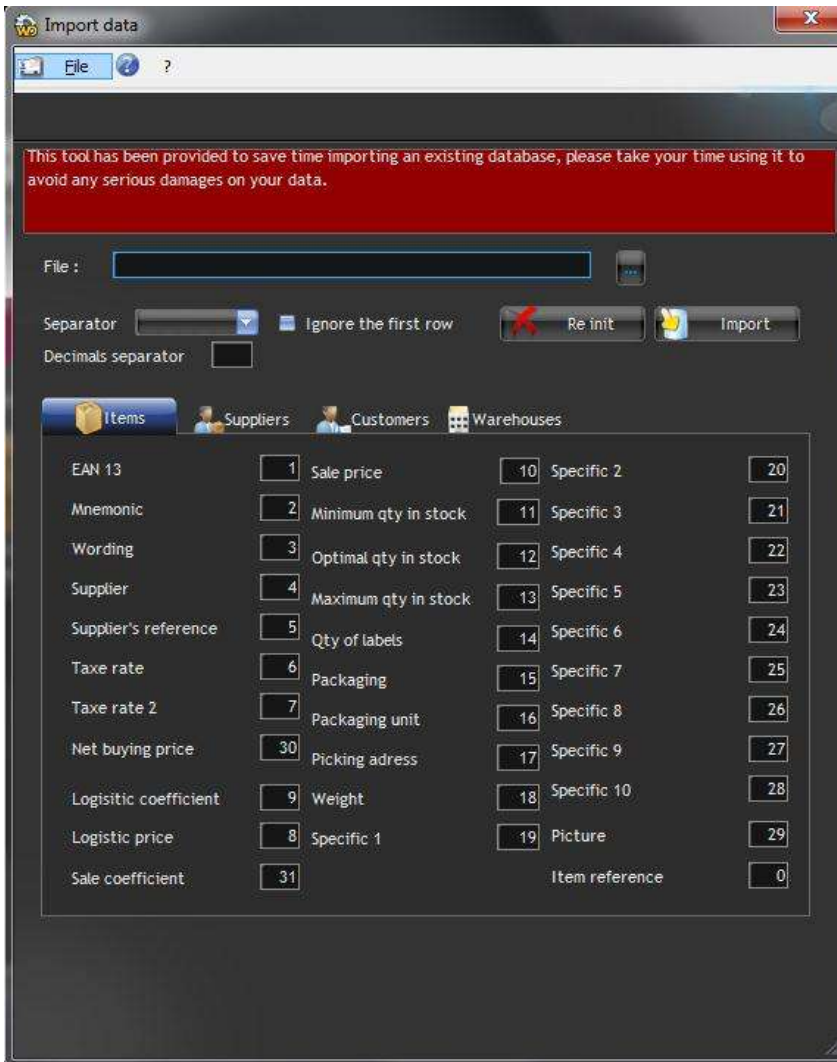 Import data
File ?
This tool has been provided to save time importing an existing database, please take your time using it to
avoid any serious damages on your data.
File :
...
Separator
Ignore the first row
Re init
Import
Decimals separator
Items
Suppliers
Customers
Warehouses
EAN 13 1
Mnemonic 2
Wording 3
Supplier 4
Supplier's reference 5
Taxe rate 6
Taxe rate 2 7
Net buying price 30
Logisitic coefficient 9
Logistic price 8
Sale coefficient 31
Sale price 10
Minimum qty in stock 11
Optimal qty in stock 12
Maximum qty in stock 13
Qty of labels 14
Packaging 15
Packaging unit 16
Picking adress 17
Weight 18
Specific 1 19
Specific 2 20
Specific 3 21
Specific 4 22
Specific 5 23
Specific 6 24
Specific 7 25
Specific 8 26
Specific 9 27
Specific 10 28
Picture 29
Item reference 0